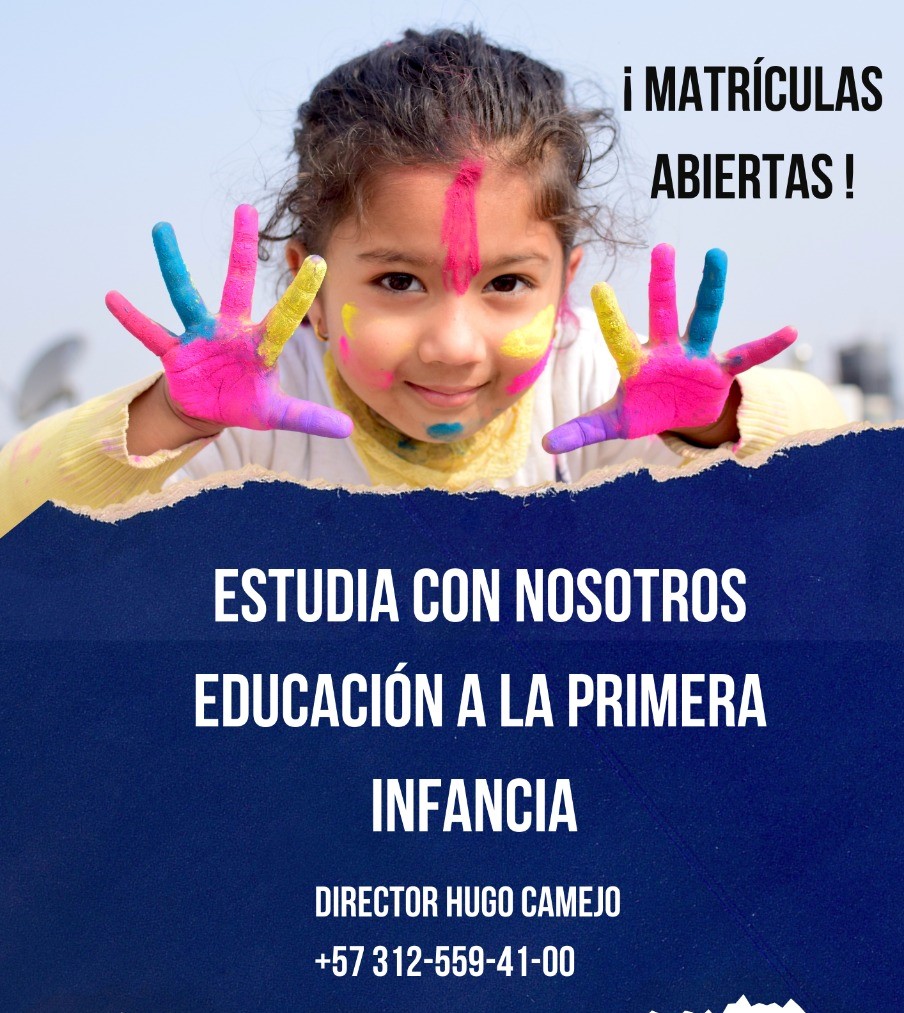 ¡ MATRÍCULAS
ABIERTAS !
ESTUDIA CON NOSOTROS
EDUCACIÓN A LA PRIMERA
INFANCIA
DIRECTOR HUGO CAMEJO
+57 312-559-41-00